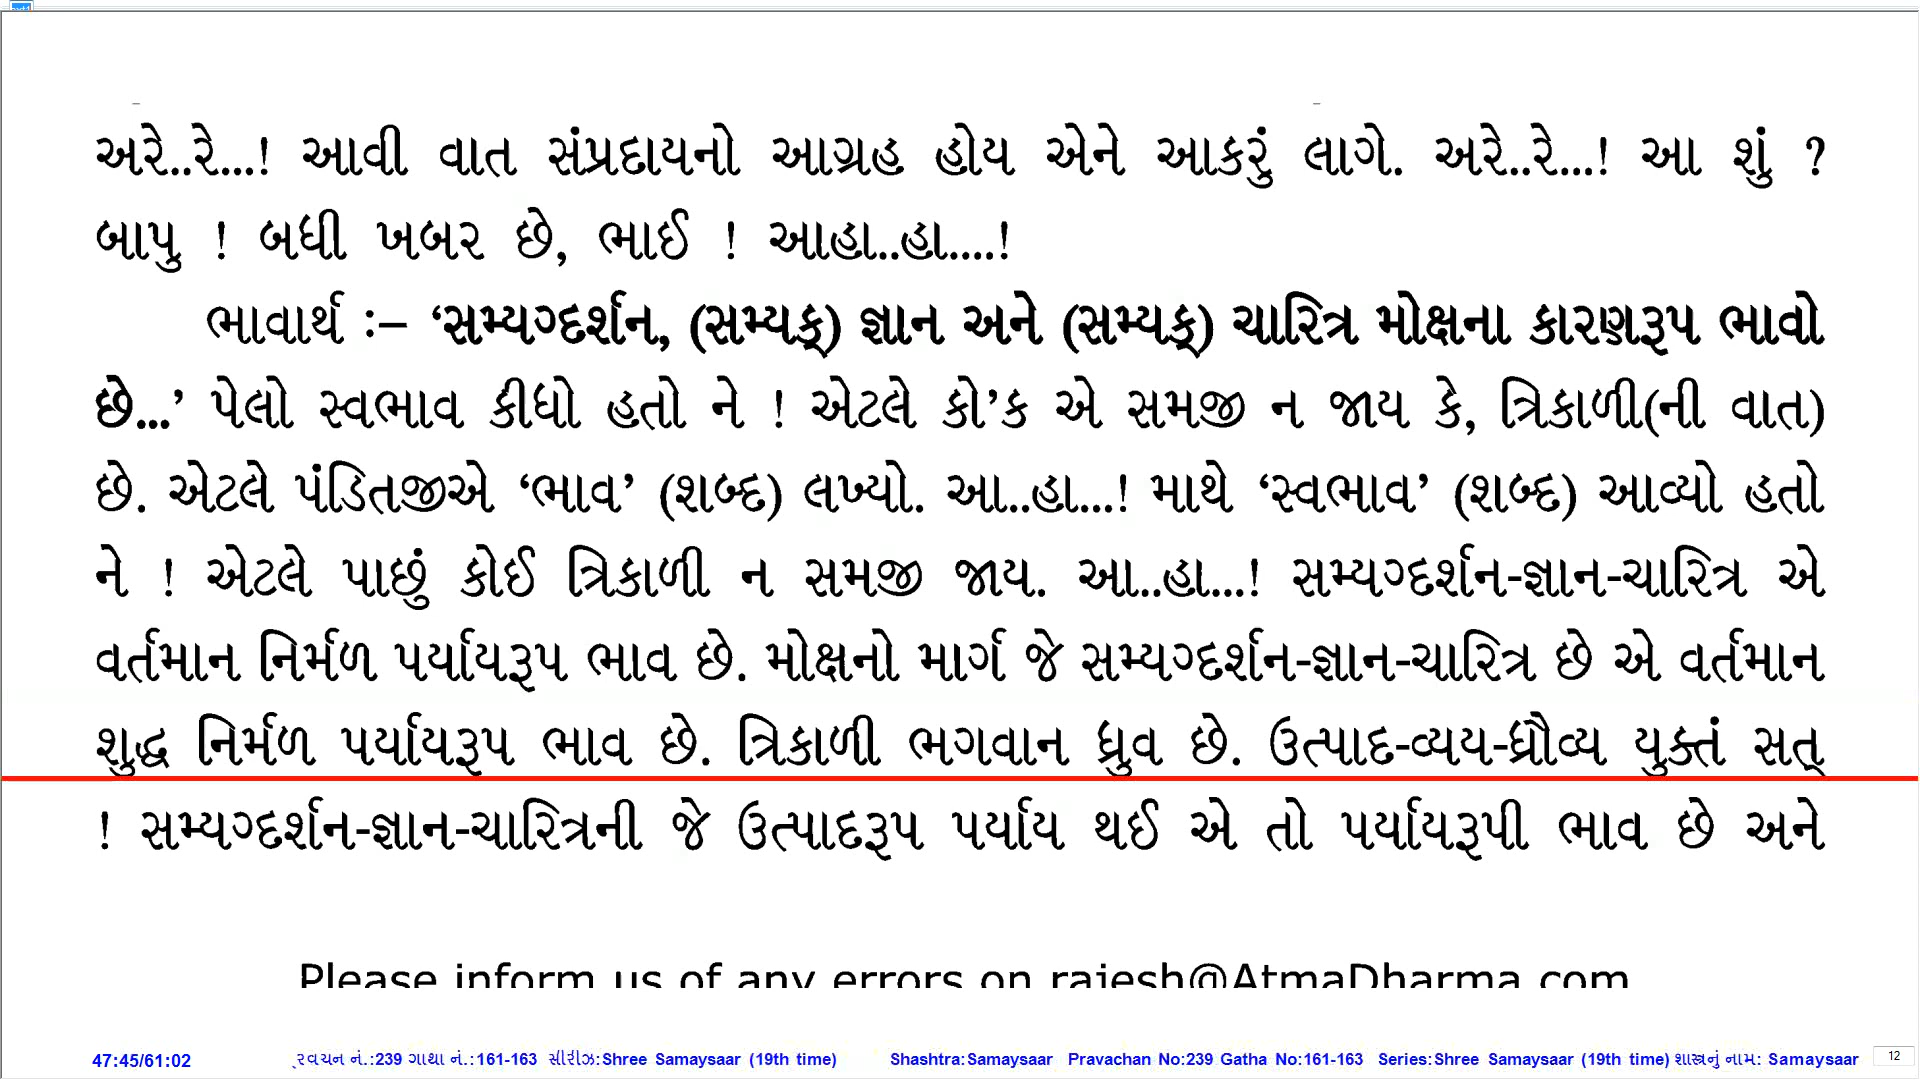 અરે..રે...! આવી વાત સંપ્રદાયનો આગ્રહ હોય એને આકરું લાગે. અરે..રે...! આ શું ?
બાપુ ! બધી ખબર છે, ભાઈ ! આહા..હા....!
ભાવાર્થ ઃ– ‘સમ્યગ્દર્શન, (સમ્યક્) જ્ઞાન અને (સમ્યક્) ચારિત્ર મોક્ષના કારણરૂપ ભાવો
છે...’ પેલો સ્વભાવ કીધો હતો ને ! એટલે કો’ક એ સમજી ન જાય કે, ત્રિકાળી(ની વાત)
છે. એટલે પંડિતજીએ ‘ભાવ’ (શબ્દ) લખ્યો. આ..હા...! માથે ‘સ્વભાવ’ (શબ્દ) આવ્યો હતો
ને ! એટલે પાછું કોઈ ત્રિકાળી ન સમજી જાય. આ..હા...! સમ્યગ્દર્શન-જ્ઞાન-ચારિત્ર એ
વર્તમાન નિર્મળ પર્યાયરૂપ ભાવ છે. મોક્ષનો માર્ગ જે સમ્યગ્દર્શન-જ્ઞાન-ચારિત્ર છે એ વર્તમાન
શુદ્ધ નિર્મળ પર્યાયરૂપ ભાવ છે. ત્રિકાળી ભગવાન ધ્રુવ છે. ઉત્પાદ-વ્યય-ધ્રૌવ્ય યુક્તં સત્
! સમ્યગ્દર્શન-જ્ઞાન-ચારિત્રની જે ઉત્પાદરૂપ પર્યાય થઈ એ તો પર્યાયરૂપી ભાવ છે અને
Please inform us of any errors on rajesh@AtmaDharma.com
47:45/61:02 નં.:239 ગાથા નં.:161-163 સીરીઝ:Shree Samaysaar (19th time) Shashtra:Samaysaar Pravachan No:239 Gatha No:161-163 Series:Shree Samaysaar (19th time) શાસ્ત્રનું નામ: Samaysaar 12